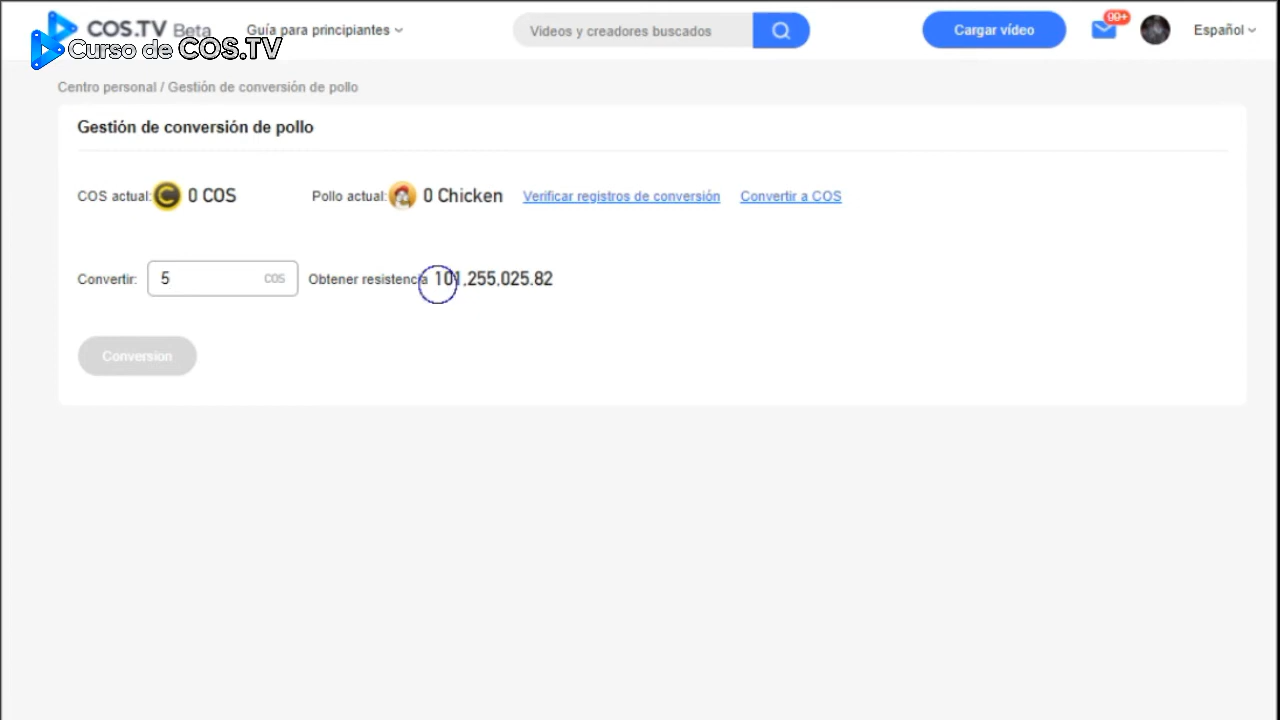 COS.TV Beta
Guía para principiantes
Videos y creadores buscados
Cargar vídeo
99+
Español
Curso de COS.TV
Centro personal / Gestión de conversión de pollo
Gestión de conversión de pollo
COS actual: 0 COS
Pollo actual: 0 Chicken
Verificar registros de conversión
Convertir a COS
Convertir: 5 COS
Obtener resistencia 101,255,025.82
Conversion